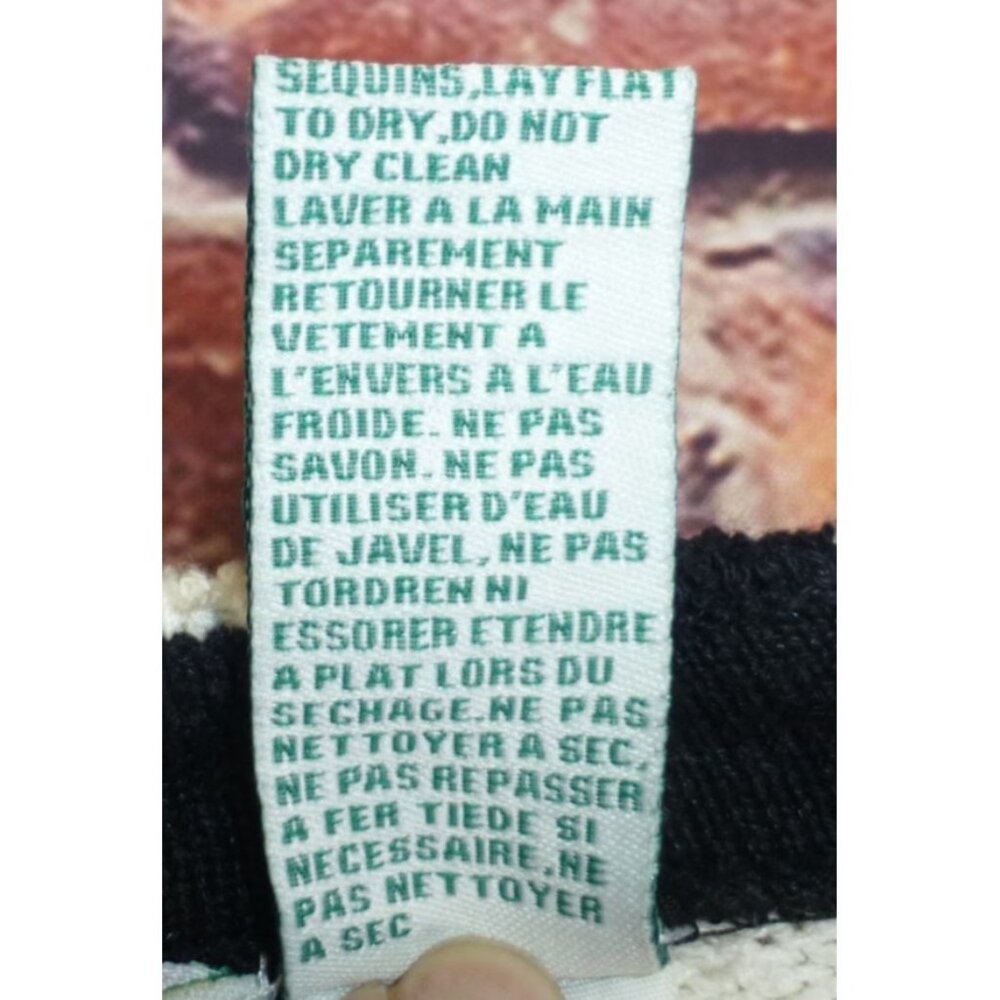 SEQUINS,LAY FLAT
TO DRY,DO NOT
DRY CLEAN
LAVER A LA MAIN
SEPAREMENT
RETOURNER LE
VETEMENT A
L'ENVERS A L'EAU
FROIDE. NE PAS
SAVON. NE PAS
UTILISER D'EAU
DE JAVEL, NE PAS
TORDREN NI
ESSORER ETENDRE
A PLAT LORS DU
SECHAGE.NE PAS
NETTOYER A SEC,
NE PAS REPASSER
A FER TIEDE SI
NECESSAIRE,NE
PAS NETTOYER
A SEC